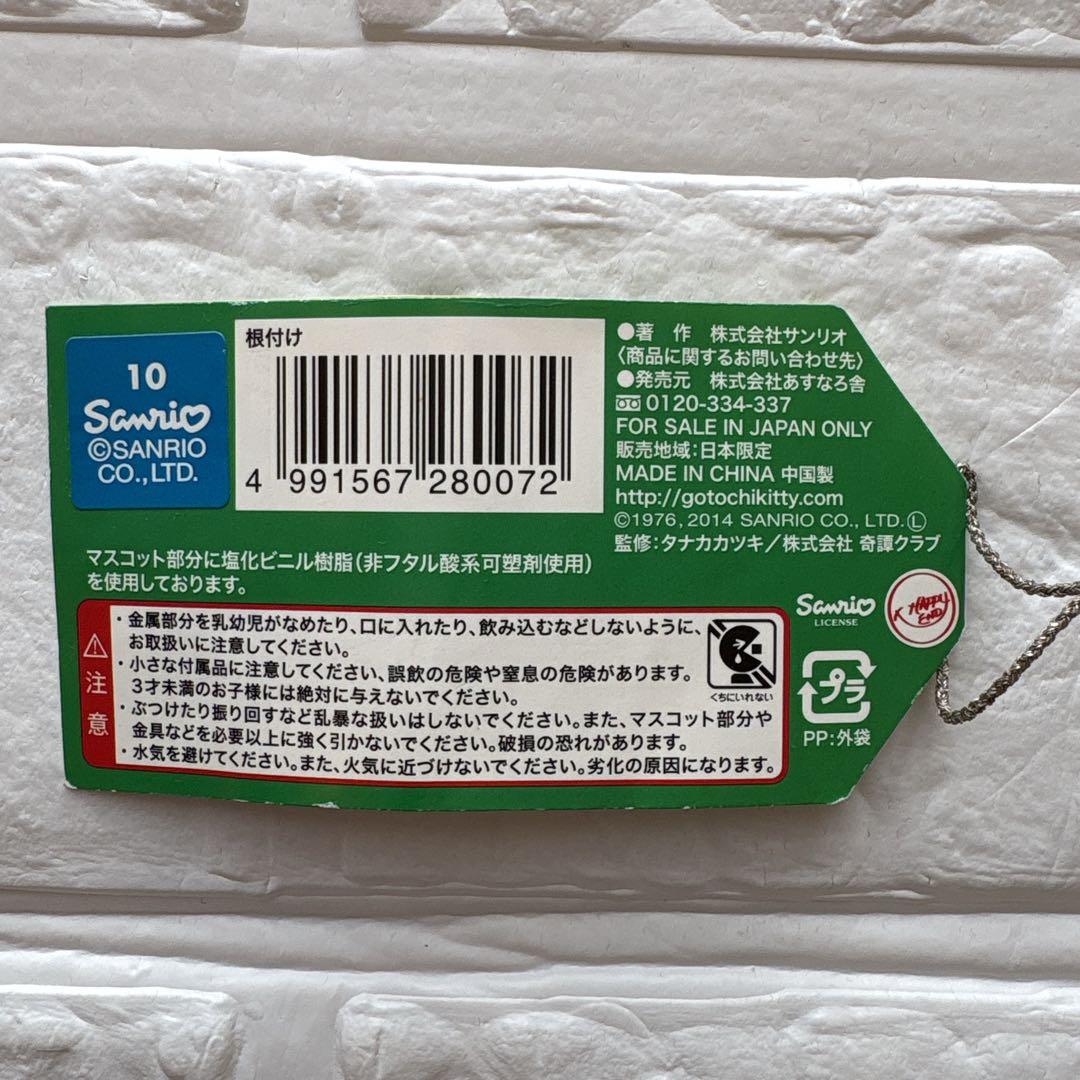 10
Sanrio
©SANRIO
CO.,LTD.
根付け
4 991567 280072
●著 作 株式会社サンリオ
〈商品に関するお問い合わせ先〉
●発売元 株式会社あすなろ舎
0120-334-337
FOR SALE IN JAPAN ONLY
販売地域:日本限定
MADE IN CHINA 中国製
http://gotochikitty.com
©1976, 2014 SANRIO CO., LTD. Ⓛ
監修:タナカカツキ/株式会社 奇譚クラブ
マスコット部分に塩化ビニル樹脂(非フタル酸系可塑剤使用)
を使用しております。
注意
・金属部分を乳幼児がなめたり、口に入れたり、飲み込むなどしないように、
お取扱いに注意してください。
・小さな付属品に注意してください、誤飲の危険や窒息の危険があります。
3才未満のお子様には絶対に与えないでください。
・ぶつけたり振り回すなど乱暴な扱いはしないでください。また、マスコット部分や
金具などを必要以上に強く引かないでください。破損の恐れがあります。
・水気を避けてください。また、火気に近づけないでください。劣化の原因になります。
くちにいれない
Sanrio
LICENSE
HAPPY
END
プラ
PP:外袋